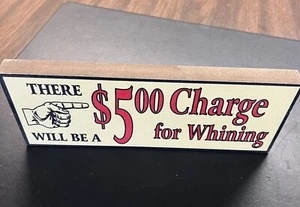 THERE
WILL BE A
$5.00 Charge
for Whining